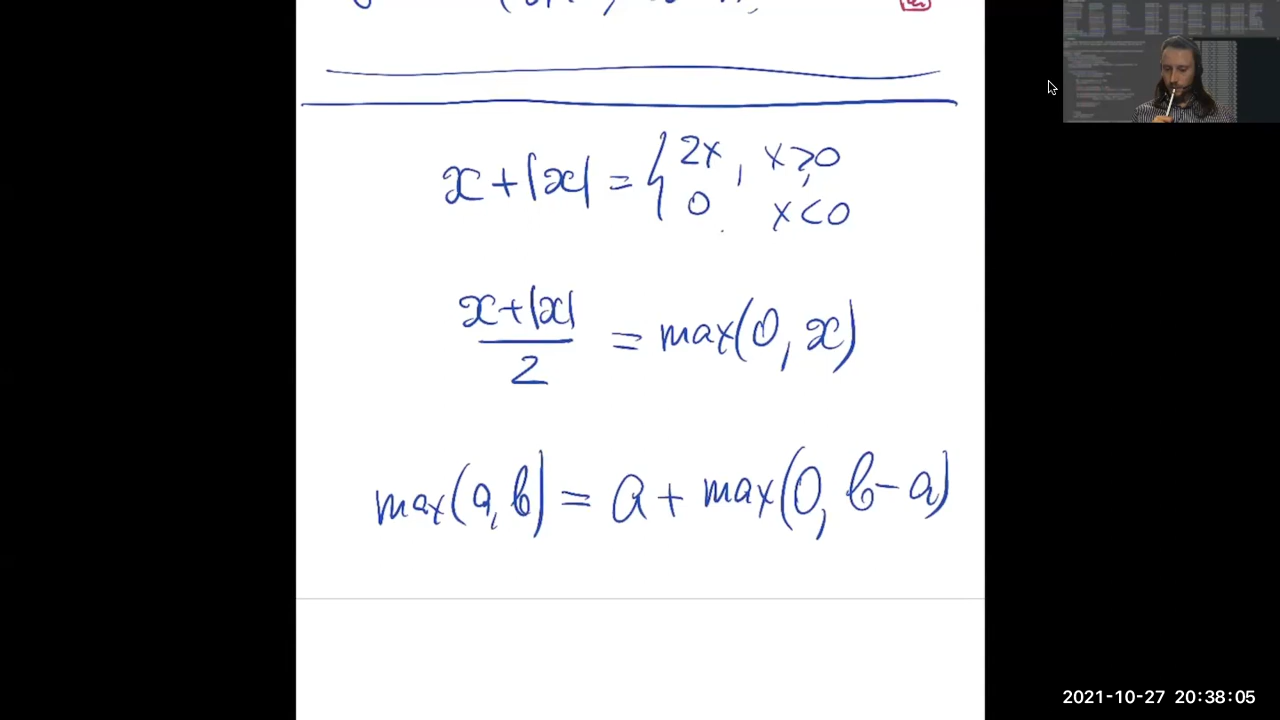 x+|x| = { 2x, x≥0
0 x<0
x+|x| / 2 = max(0, x)
max(a, b) = a + max(0, b-a)
2021-10-27 20:38:05